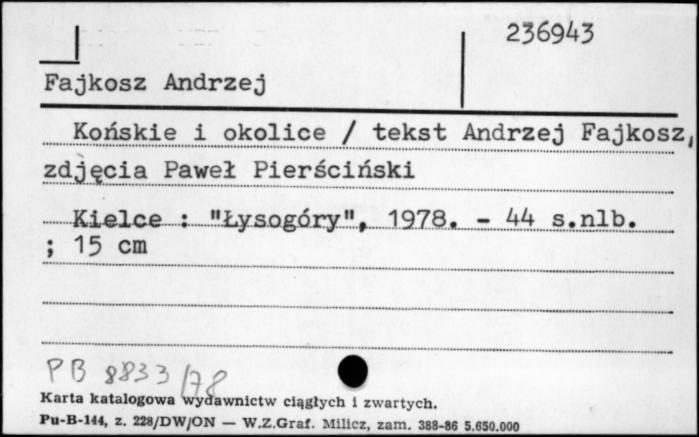 236943
Fajkosz Andrzej
Końskie i okolice / tekst Andrzej Fajkosz,
zdjęcia Paweł Pierściński
Kielce : "Łysogóry", 1978. - 44 s.nlb.
; 15 cm
PB 8833/78
Karta katalogowa wydawnictw ciągłych i zwartych.
Pu-B-144, z. 228/DW/ON — W.Z.Graf. Milicz, zam. 388-86 5.650.000